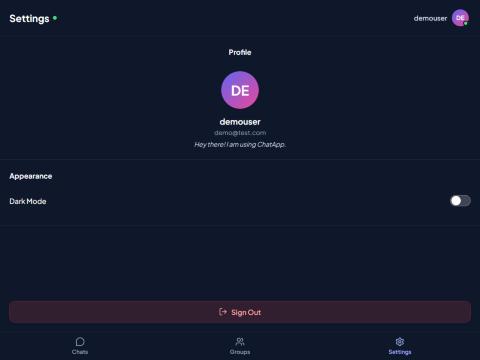 Settings
demouser
DE
Profile
DE
demouser
demo@test.com
Hey there! I am using ChatApp.
Appearance
Dark Mode
Sign Out
Chats
Groups
Settings